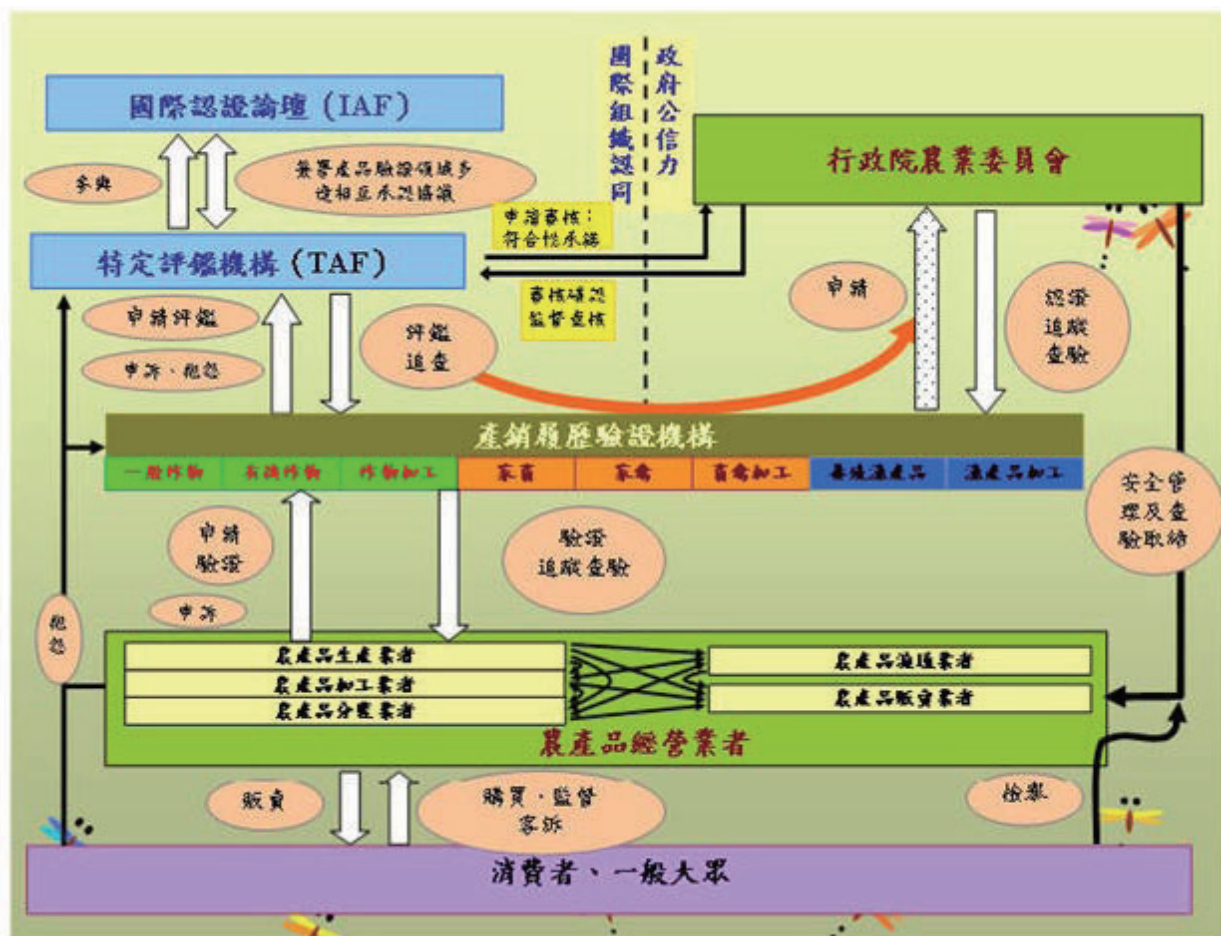 國際組織認同
政府公信力
國際認證論壇 (IAF)
行政院農業委員會
參與
簽署產品驗證領域多
邊相互承認協議
申請審核：
符合性承諾
特定評鑑機構 (TAF)
審核確認
監督查核
申請
認證
追蹤
查驗
申請評鑑
申訴、抱怨
評鑑
追查
產銷履歷驗證機構
一般作物
有機作物
作物加工
家畜
家禽
畜禽加工
養殖漁產品
漁產品加工
安全管
理及查
驗取締
申請
驗證
申訴
驗證
追蹤查驗
抱
怨
農產品生產業者
農產品加工業者
農產品分裝業者
農產品流通業者
農產品販賣業者
農產品經營業者
販賣
購買、監督
客訴
檢舉
消費者、一般大眾